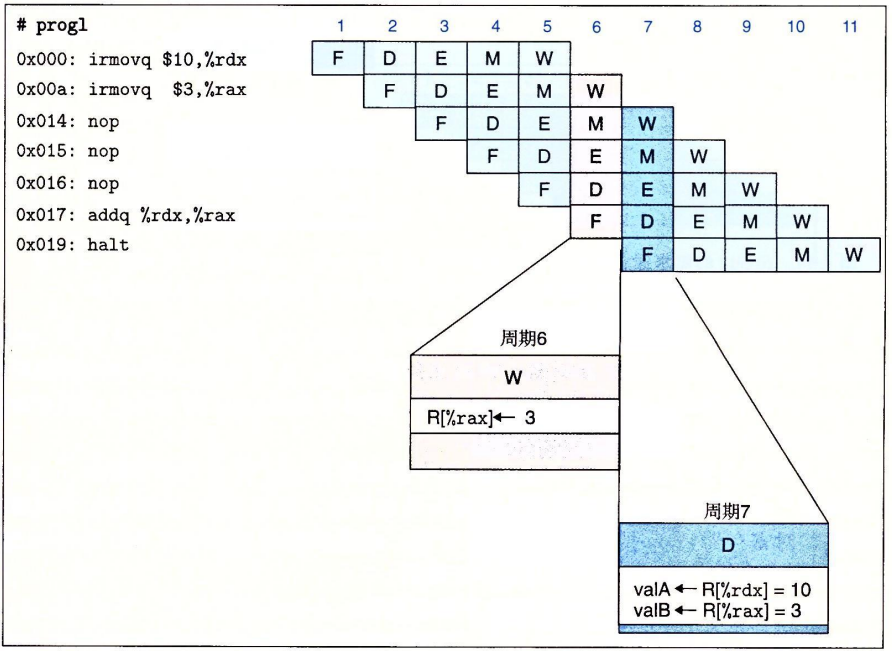 # progl 1 2 3 4 5 6 7 8 9 10 11
0x000: irmovq $10,%rdx F D E M W
0x00a: irmovq $3,%rax F D E M W
0x014: nop F D E M W
0x015: nop F D E M W
0x016: nop F D E M W
0x017: addq %rdx,%rax F D E M W
0x019: halt F D E M W
周期6
W
R[%rax]← 3
周期7
D
valA ← R[%rdx] = 10
valB ← R[%rax] = 3